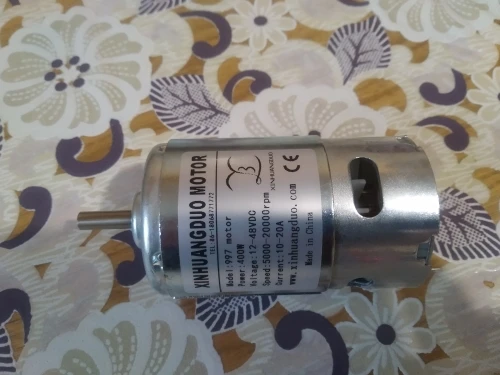 XINHUANGDUO MOTOR
XINHUANGDUO
CE
Model:997 motor
Power:400W
Voltage:12-48VDC
Speed:5000-20000rpm
Current:10-20A
www.xinhuangduo.com
Made in China